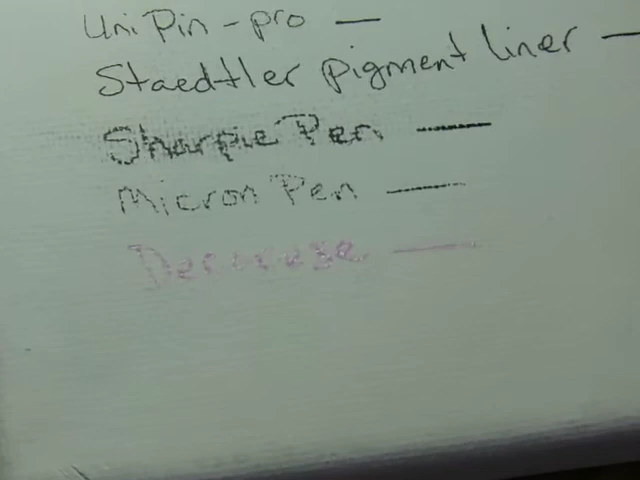 Uni Pin - pro —
Staedtler pigment liner —
Sharpie Pen —
Micron Pen —